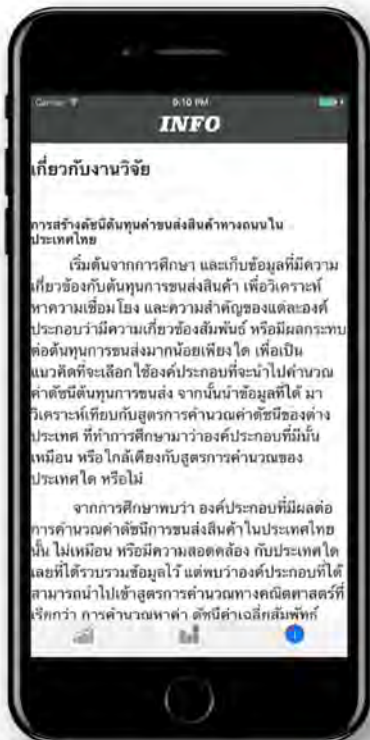 Carrier 9:10 PM
INFO
เกี่ยวกับงานวิจัย
การสร้างดัชนีต้นทุนค่าขนส่งสินค้าทางถนนใน
ประเทศไทย
เริ่มต้นจากการศึกษา และเก็บข้อมูลที่มีความ
เกี่ยวข้องกับต้นทุนการขนส่งสินค้า เพื่อวิเคราะห์
หาความเชื่อมโยง และความสำคัญของแต่ละองค์
ประกอบว่ามีความเกี่ยวข้องสัมพันธ์ หรือมีผลกระทบ
ต่อต้นทุนการขนส่งมากน้อยเพียงใด เพื่อเป็น
แนวคิดที่จะเลือกใช้องค์ประกอบที่จะนำไปคำนวณ
ค่าดัชนีต้นทุนการขนส่ง จากนั้นนำข้อมูลที่ได้ มา
วิเคราะห์เทียบกับสูตรการคำนวณค่าดัชนีของต่าง
ประเทศ ที่ทำการศึกษามาว่าองค์ประกอบที่มีนั้น
เหมือน หรือใกล้เคียงกับสูตรการคำนวณของ
ประเทศใด หรือไม่
จากการศึกษาพบว่า องค์ประกอบที่มีผลต่อ
การคำนวณค่าดัชนีการขนส่งสินค้าในประเทศไทย
นั้น ไม่เหมือน หรือมีความสอดคล้อง กับประเทศใด
เลยที่ได้รวบรวมข้อมูลไว้ แต่พบว่าองค์ประกอบที่ได้
สามารถนำไปเข้าสูตรการคำนวณทางคณิตศาสตร์ที่
เรียกว่า การคำนวณหาค่า ดัชนีค่าเฉลี่ยสัมพัทธ์